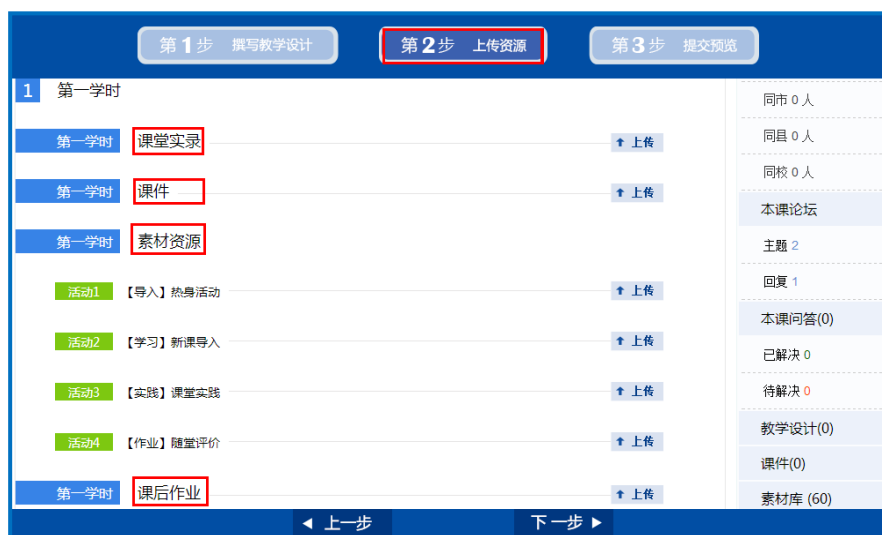 第1步 撰写教学设计 第2步 上传资源 第3步 提交预览
1 第一学时
第一学时 课堂实录 上传
第一学时 课件 上传
第一学时 素材资源
活动1 【导入】热身活动 上传
活动2 【学习】新课导入 上传
活动3 【实践】课堂实践 上传
活动4 【作业】随堂评价 上传
第一学时 课后作业 上传
同市 0 人
同县 0 人
同校 0 人
本课论坛
主题 2
回复 1
本课问答(0)
已解决 0
待解决 0
教学设计(0)
课件(0)
素材库 (60)
上一步 下一步